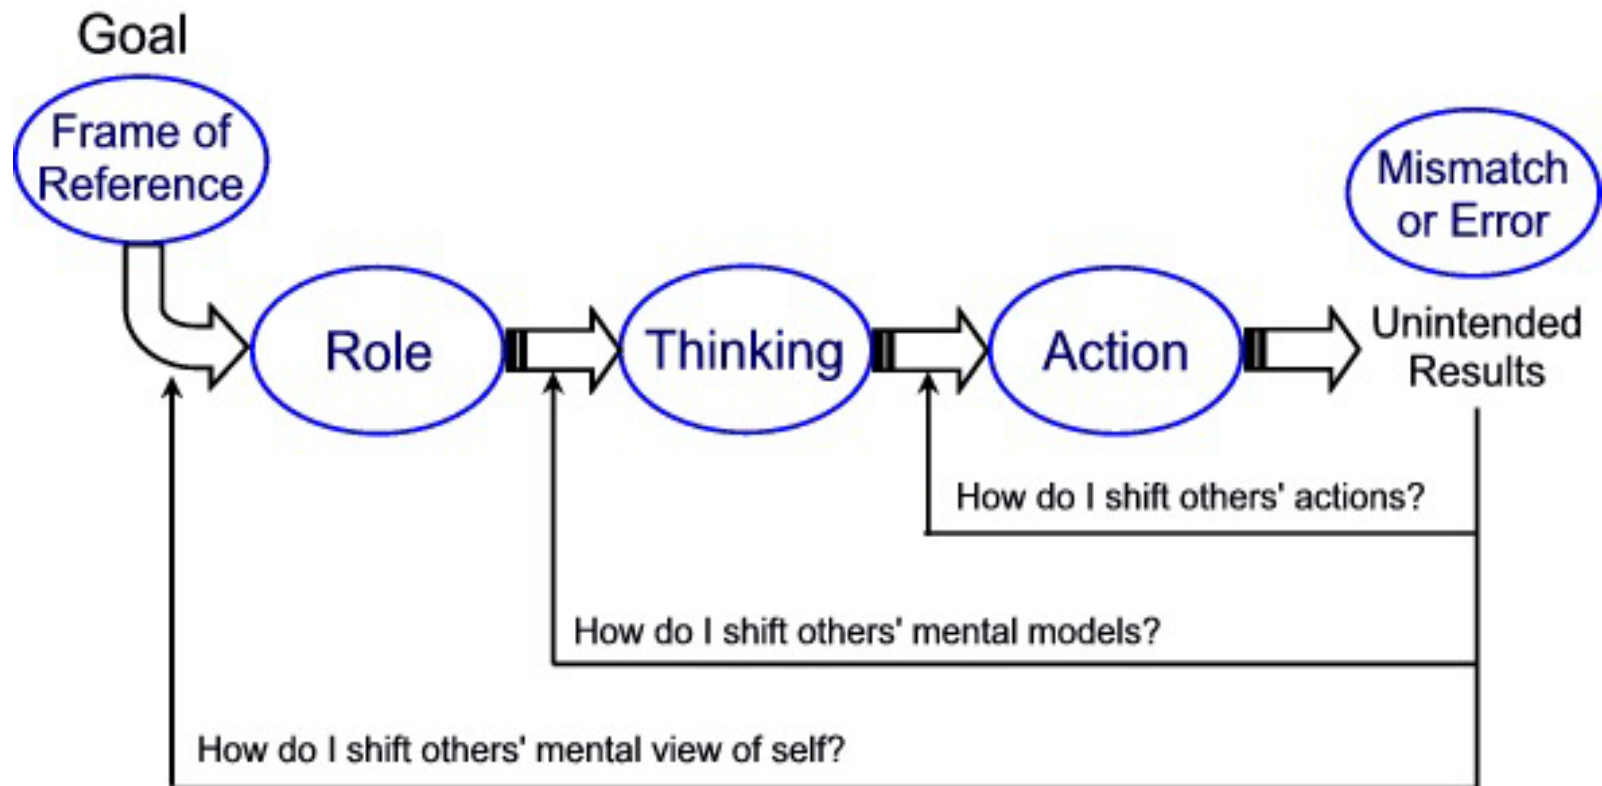 Goal
Frame of
Reference
Role
Thinking
Action
Mismatch
or Error
Unintended
Results
How do I shift others' actions?
How do I shift others' mental models?
How do I shift others' mental view of self?